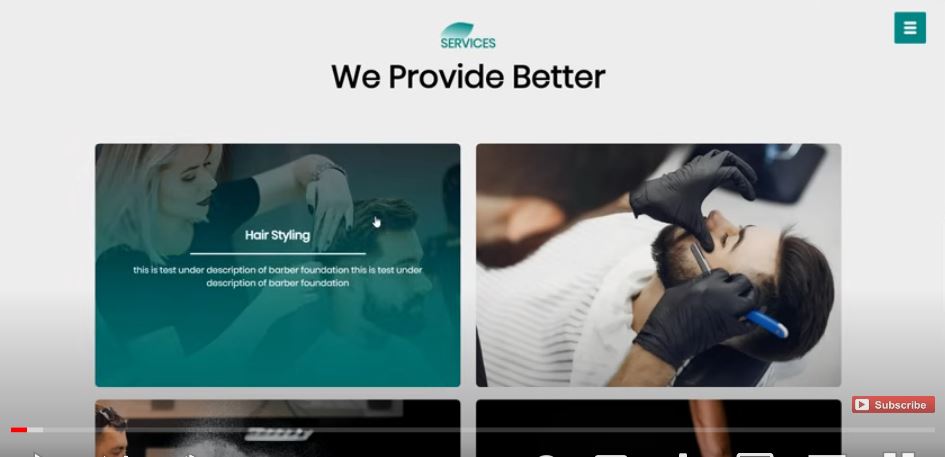 SERVICES
We Provide Better
Hair Styling
this is test under description of barber foundation this is test under
description of barber foundation
Subscribe